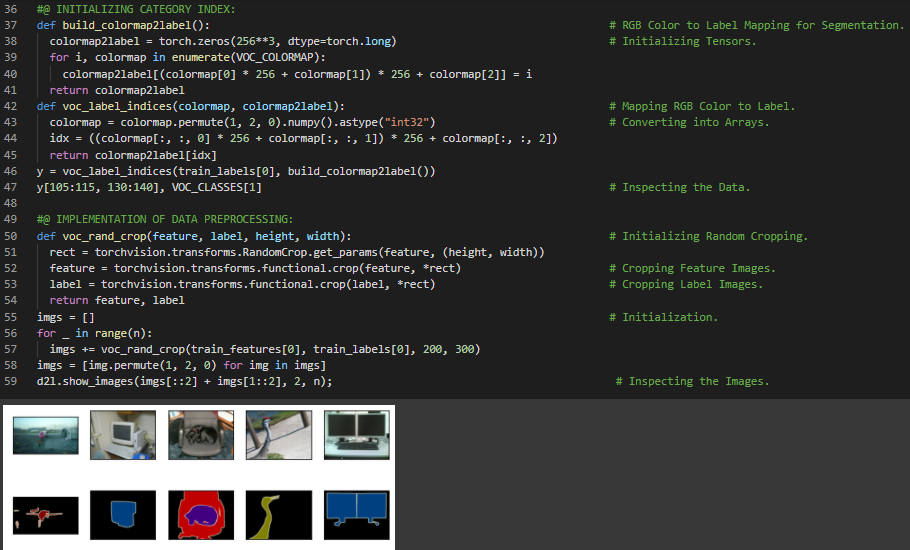 36 #@ INITIALIZING CATEGORY INDEX:
37 def build_colormap2label(): # RGB Color to Label Mapping for Segmentation.
38 colormap2label = torch.zeros(256**3, dtype=torch.long) # Initializing Tensors.
39 for i, colormap in enumerate(VOC_COLORMAP):
40 colormap2label[(colormap[0] * 256 + colormap[1]) * 256 + colormap[2]] = i
41 return colormap2label
42 def voc_label_indices(colormap, colormap2label): # Mapping RGB Color to Label.
43 colormap = colormap.permute(1, 2, 0).numpy().astype("int32") # Converting into Arrays.
44 idx = ((colormap[:, :, 0] * 256 + colormap[:, :, 1]) * 256 + colormap[:, :, 2])
45 return colormap2label[idx]
46 y = voc_label_indices(train_labels[0], build_colormap2label())
47 y[105:115, 130:140], VOC_CLASSES[1] # Inspecting the Data.
48
49 #@ IMPLEMENTATION OF DATA PREPROCESSING:
50 def voc_rand_crop(feature, label, height, width): # Initializing Random Cropping.
51 rect = torchvision.transforms.RandomCrop.get_params(feature, (height, width))
52 feature = torchvision.transforms.functional.crop(feature, *rect) # Cropping Feature Images.
53 label = torchvision.transforms.functional.crop(label, *rect) # Cropping Label Images.
54 return feature, label
55 imgs = [] # Initialization.
56 for _ in range(n):
57 imgs += voc_rand_crop(train_features[0], train_labels[0], 200, 300)
58 imgs = [img.permute(1, 2, 0) for img in imgs]
59 d2l.show_images(imgs[::2] + imgs[1::2], 2, n); # Inspecting the Images.